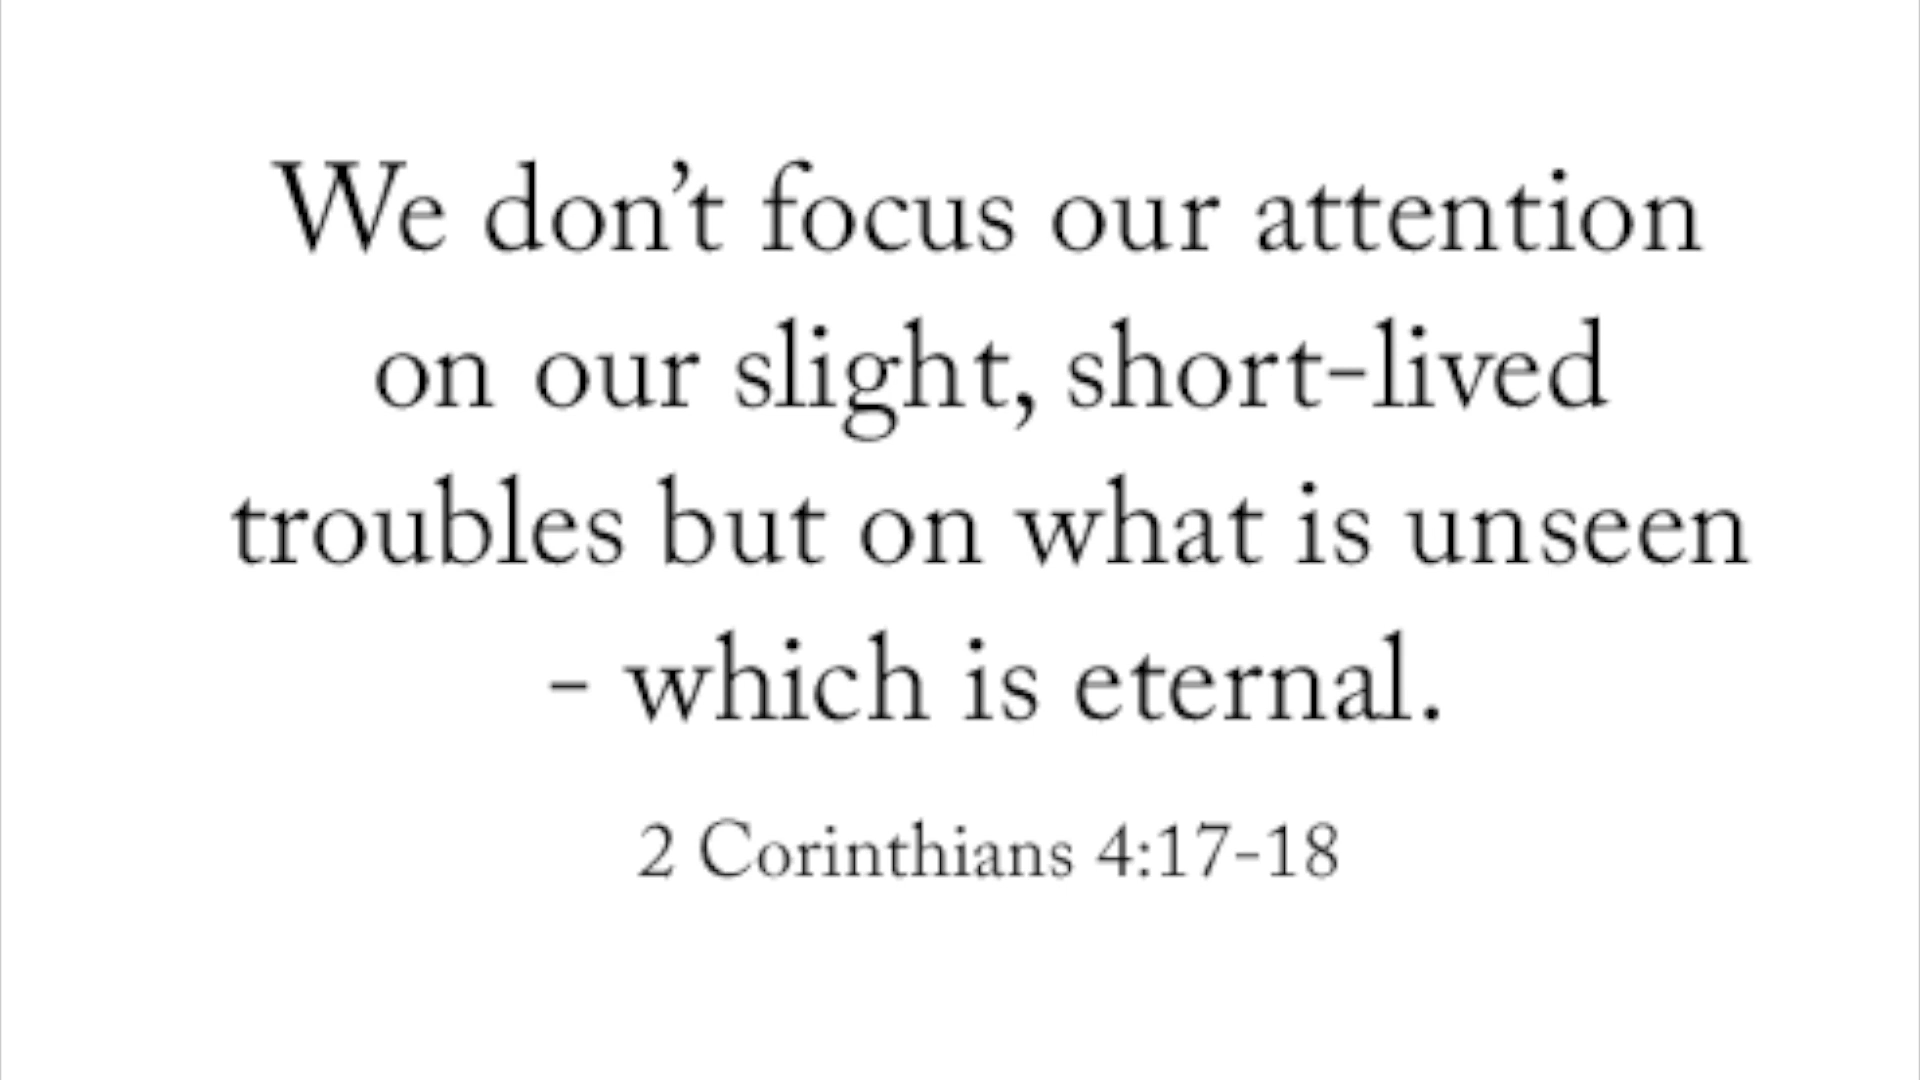 We don’t focus our attention
on our slight, short-lived
troubles but on what is unseen
- which is eternal.
2 Corinthians 4:17-18